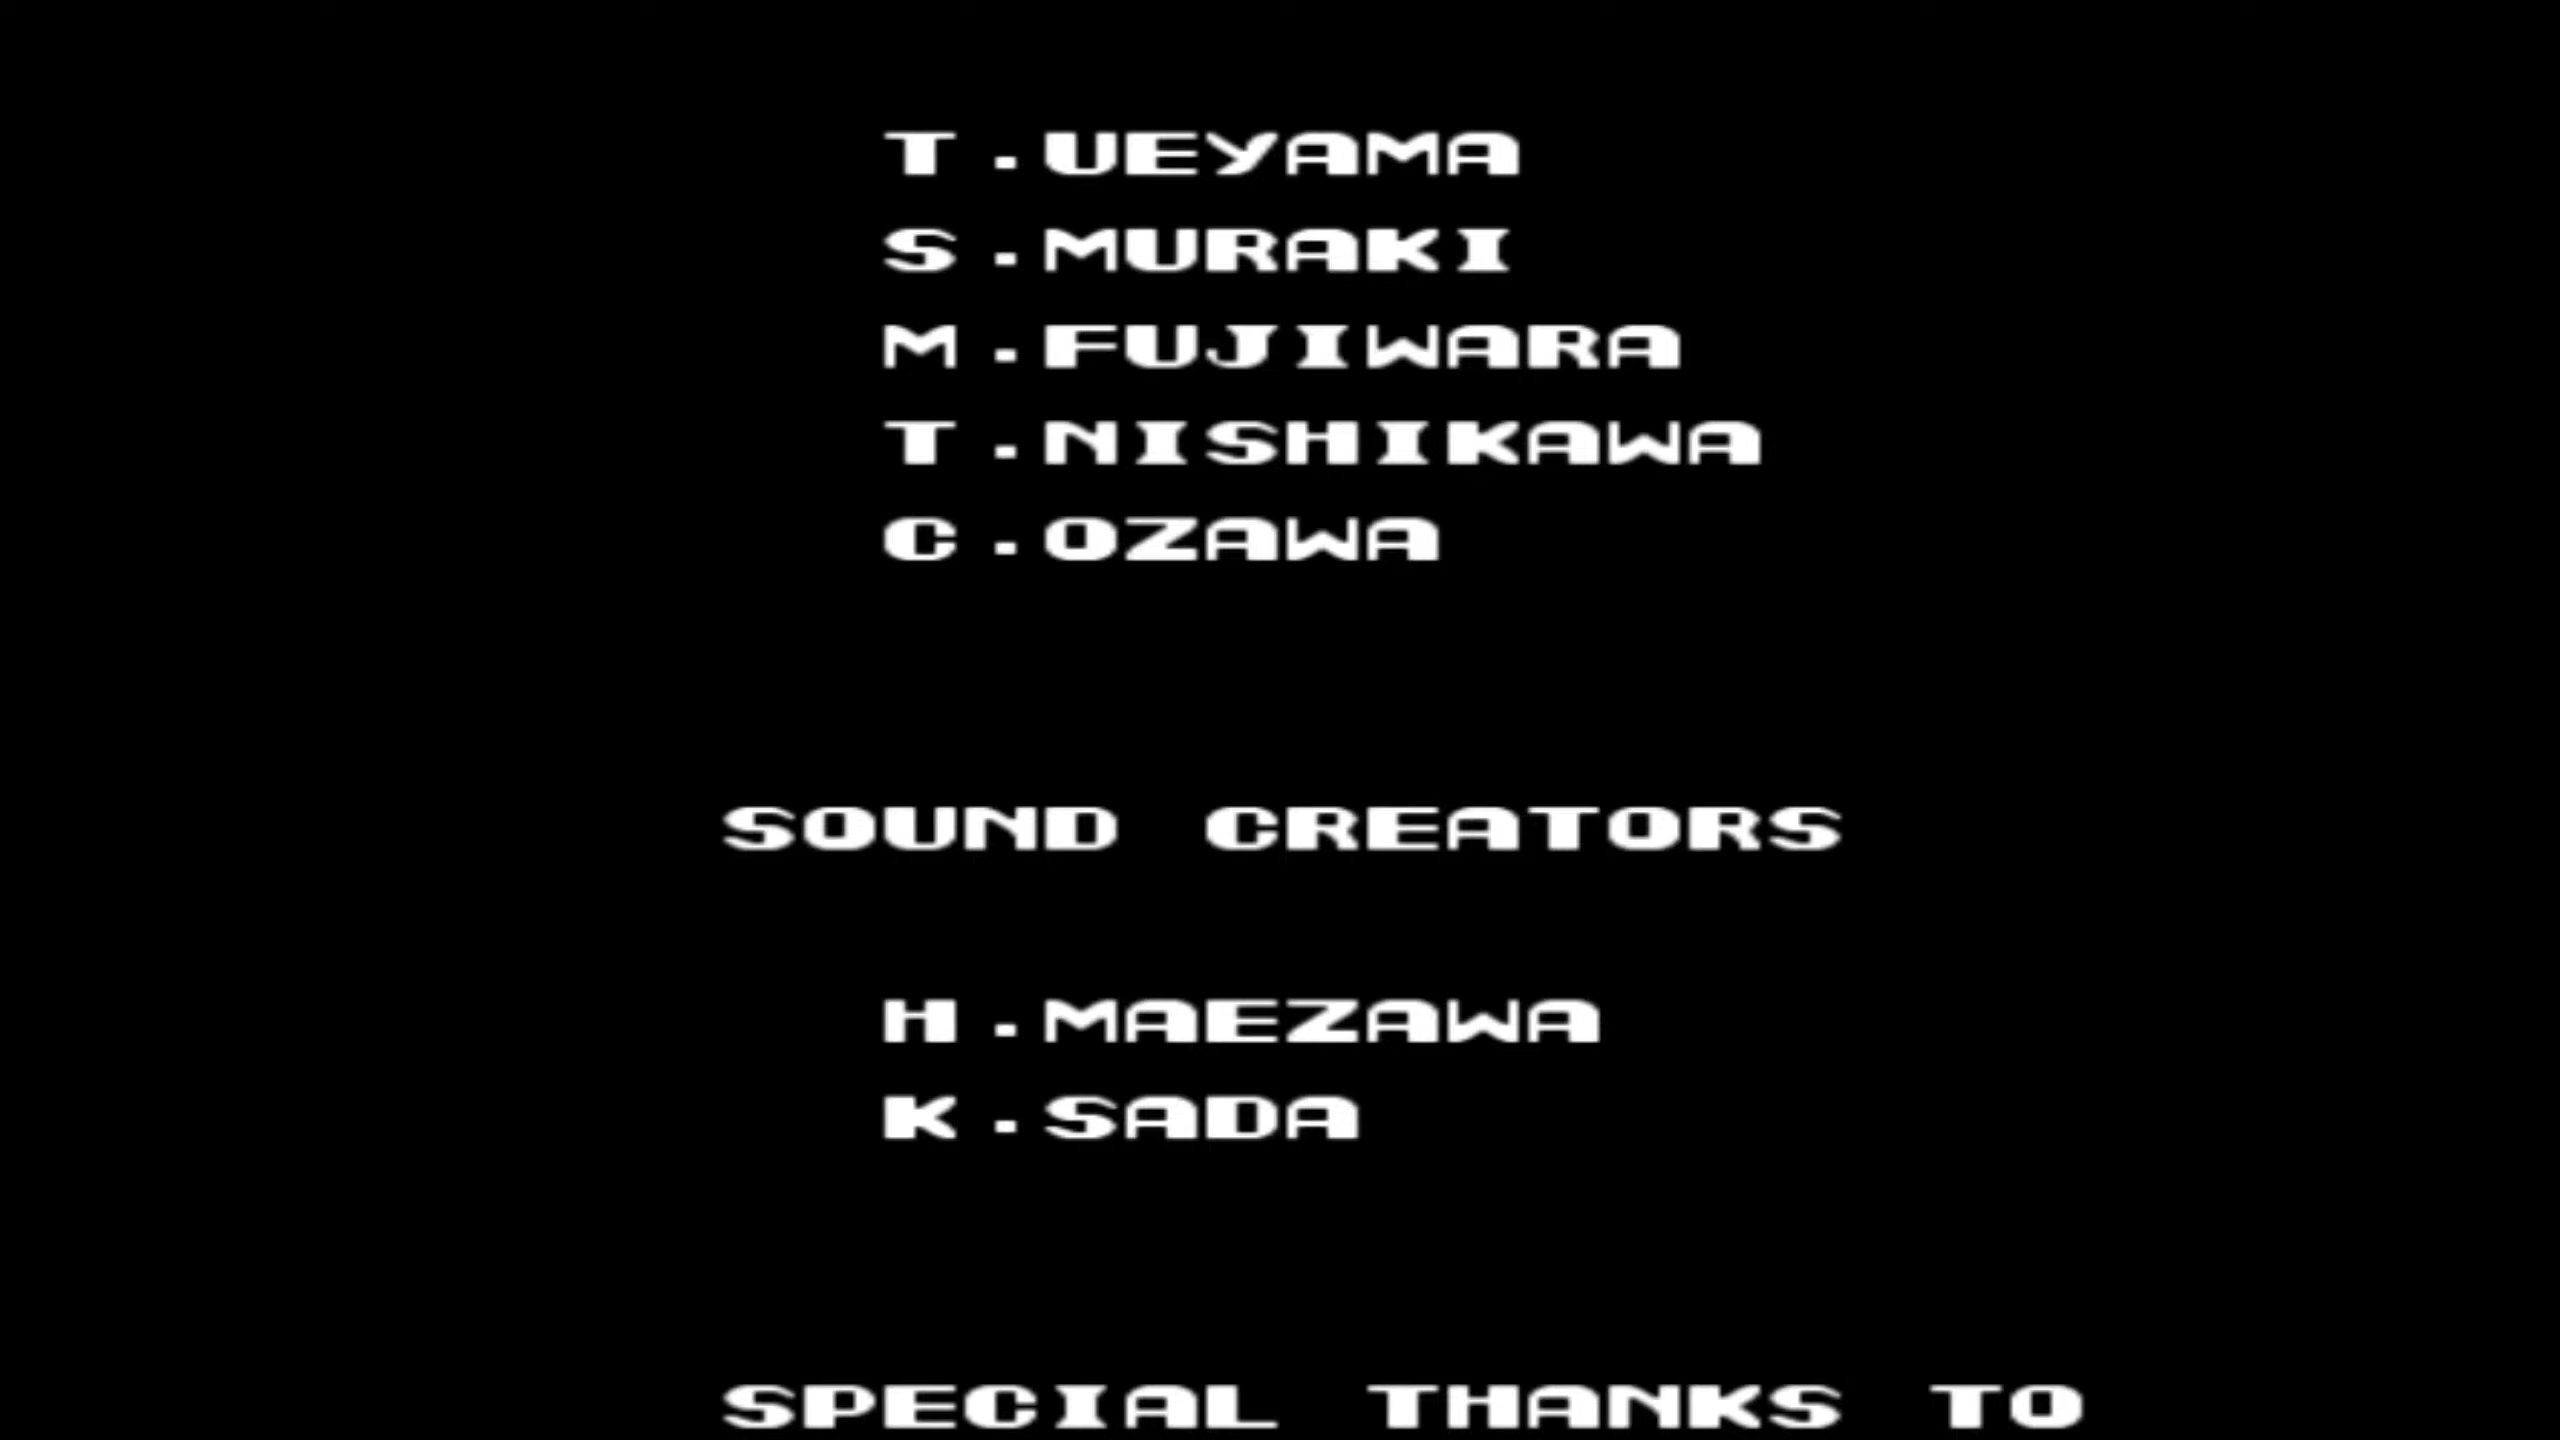 T.UEYAMA
S.MURAKI
M.FUJIWARA
T.NISHIKAWA
C.OZAWA
SOUND CREATORS
H.MAEZAWA
K.SADA
SPECIAL THANKS TO